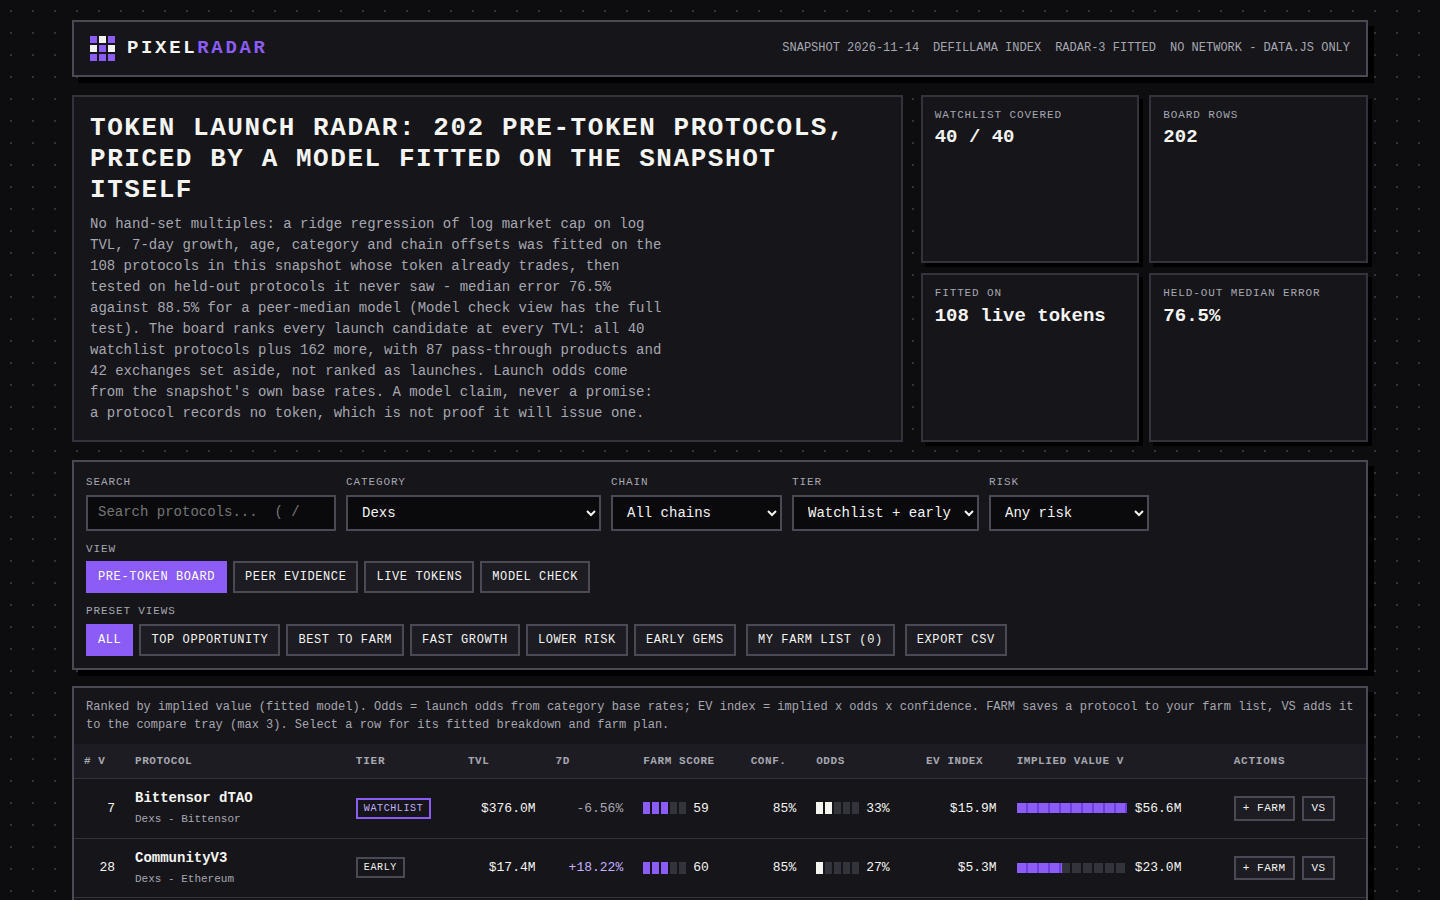 PIXELRADAR
SNAPSHOT 2026-11-14 DEFILLAMA INDEX RADAR-3 FITTED NO NETWORK - DATA.JS ONLY
TOKEN LAUNCH RADAR: 202 PRE-TOKEN PROTOCOLS,
PRICED BY A MODEL FITTED ON THE SNAPSHOT
ITSELF
No hand-set multiples: a ridge regression of log market cap on log
TVL, 7-day growth, age, category and chain offsets was fitted on the
108 protocols in this snapshot whose token already trades, then
tested on held-out protocols it never saw - median error 76.5%
against 88.5% for a peer-median model (Model check view has the full
test). The board ranks every launch candidate at every TVL: all 40
watchlist protocols plus 162 more, with 87 pass-through products and
42 exchanges set aside, not ranked as launches. Launch odds come
from the snapshot's own base rates. A model claim, never a promise:
a protocol records no token, which is not proof it will issue one.
WATCHLIST COVERED
40 / 40
BOARD ROWS
202
FITTED ON
108 live tokens
HELD-OUT MEDIAN ERROR
76.5%
SEARCH CATEGORY CHAIN TIER RISK
Search protocols... ( / Dexs All chains Watchlist + early Any risk
VIEW
PRE-TOKEN BOARD PEER EVIDENCE LIVE TOKENS MODEL CHECK
PRESET VIEWS
ALL TOP OPPORTUNITY BEST TO FARM FAST GROWTH LOWER RISK EARLY GEMS MY FARM LIST (0) EXPORT CSV
Ranked by implied value (fitted model). Odds = launch odds from category base rates; EV index = implied x odds x confidence. FARM saves a protocol to your farm list, VS adds it
to the compare tray (max 3). Select a row for its fitted breakdown and farm plan.
# V PROTOCOL TIER TVL 7D FARM SCORE CONF. ODDS EV INDEX IMPLIED VALUE V ACTIONS
7 Bittensor dTAO WATCHLIST $376.0M -6.56% 59 85% 33% $15.9M $56.6M + FARM VS
Dexs - Bittensor
28 CommunityV3 EARLY $17.4M +18.22% 60 85% 27% $5.3M $23.0M + FARM VS
Dexs - Ethereum